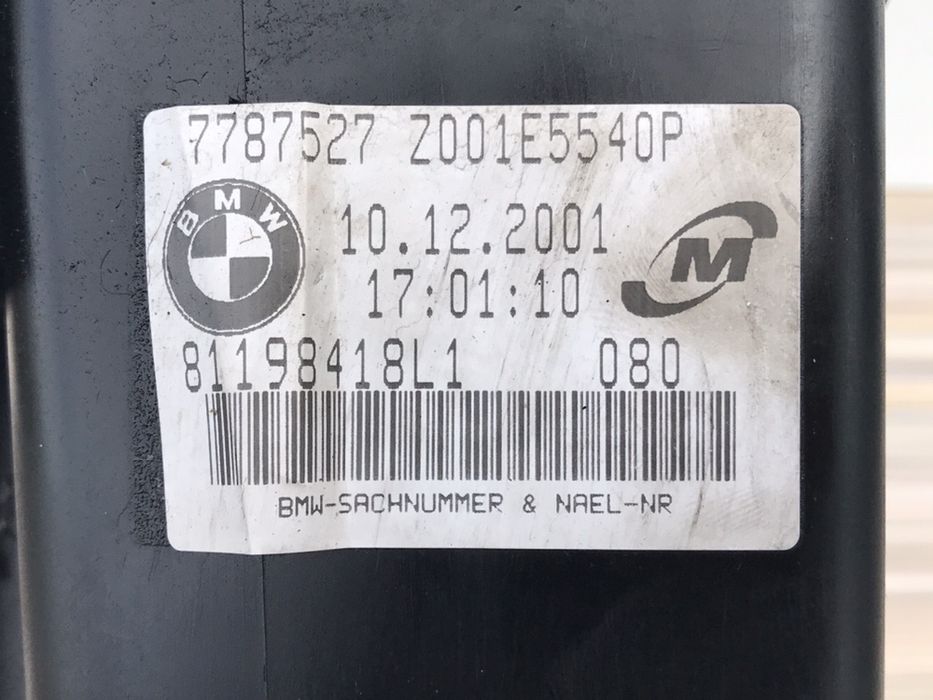 7787527 Z001E5540P
BMW
10.12.2001
M
17:01:10
81198418L1 080
BMW-SACHNUMMER & NAEL-NR